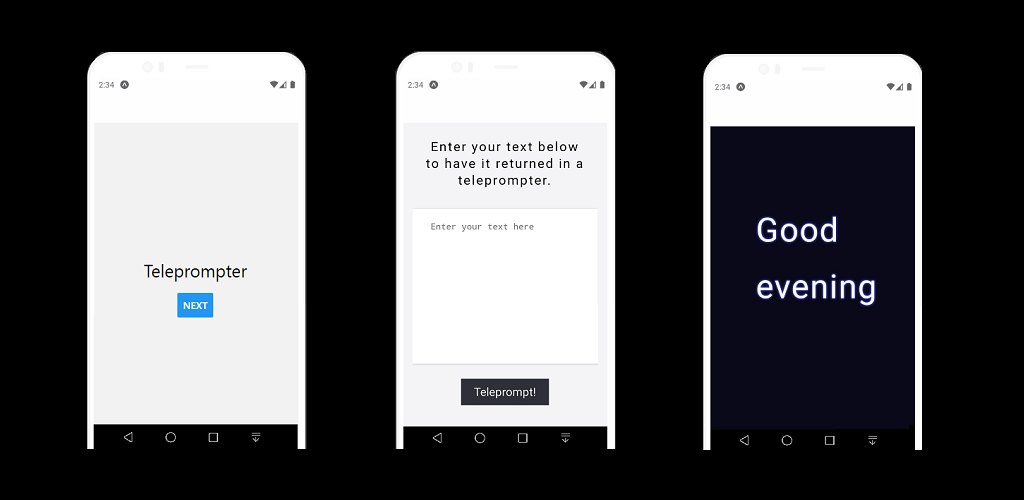 2:34
Teleprompter
NEXT
2:34
Enter your text below
to have it returned in a
teleprompter.
Enter your text here
Teleprompt!
2:34
Good
evening